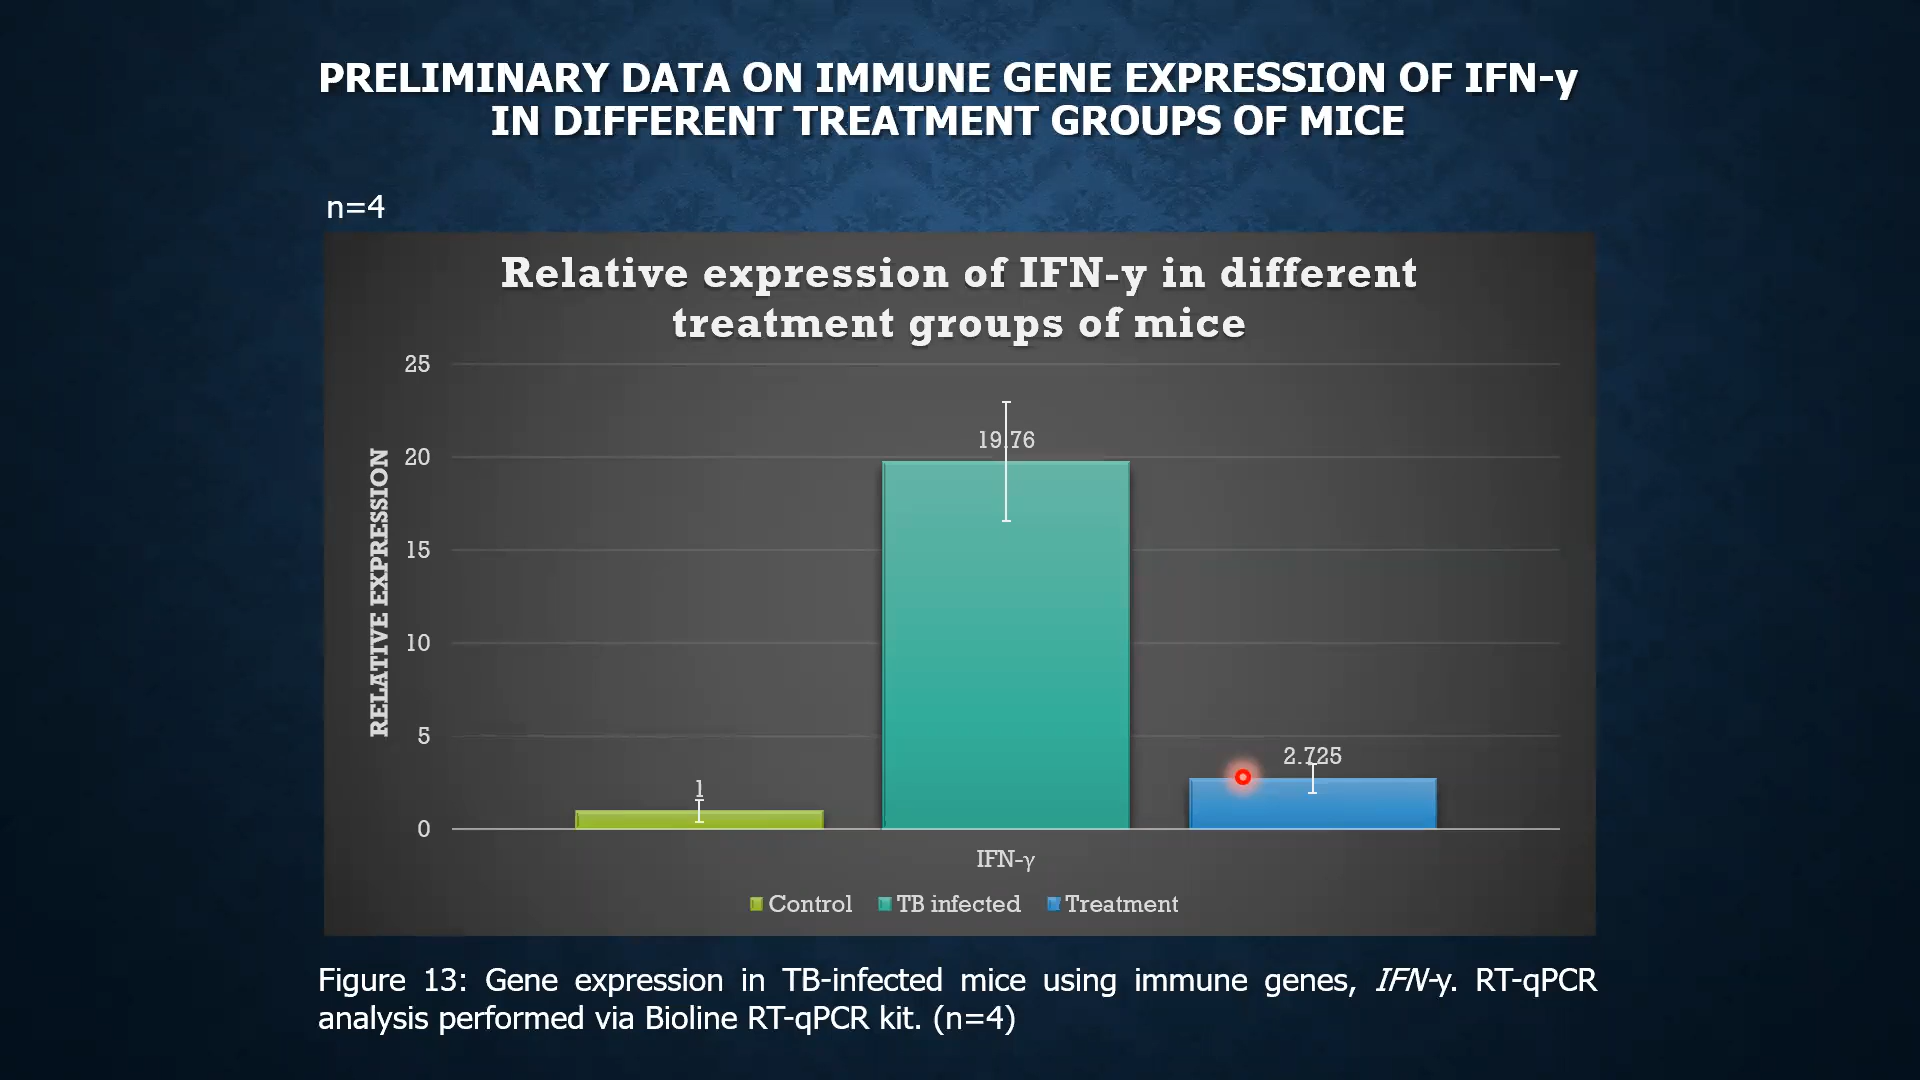 PRELIMINARY DATA ON IMMUNE GENE EXPRESSION OF IFN-y
IN DIFFERENT TREATMENT GROUPS OF MICE
n=4
Relative expression of IFN-y in different
treatment groups of mice
RELATIVE EXPRESSION
25
20
15
10
5
0
1
19.76
2.725
IFN-γ
Control TB infected Treatment
Figure 13: Gene expression in TB-infected mice using immune genes, IFN-γ. RT-qPCR
analysis performed via Bioline RT-qPCR kit. (n=4)